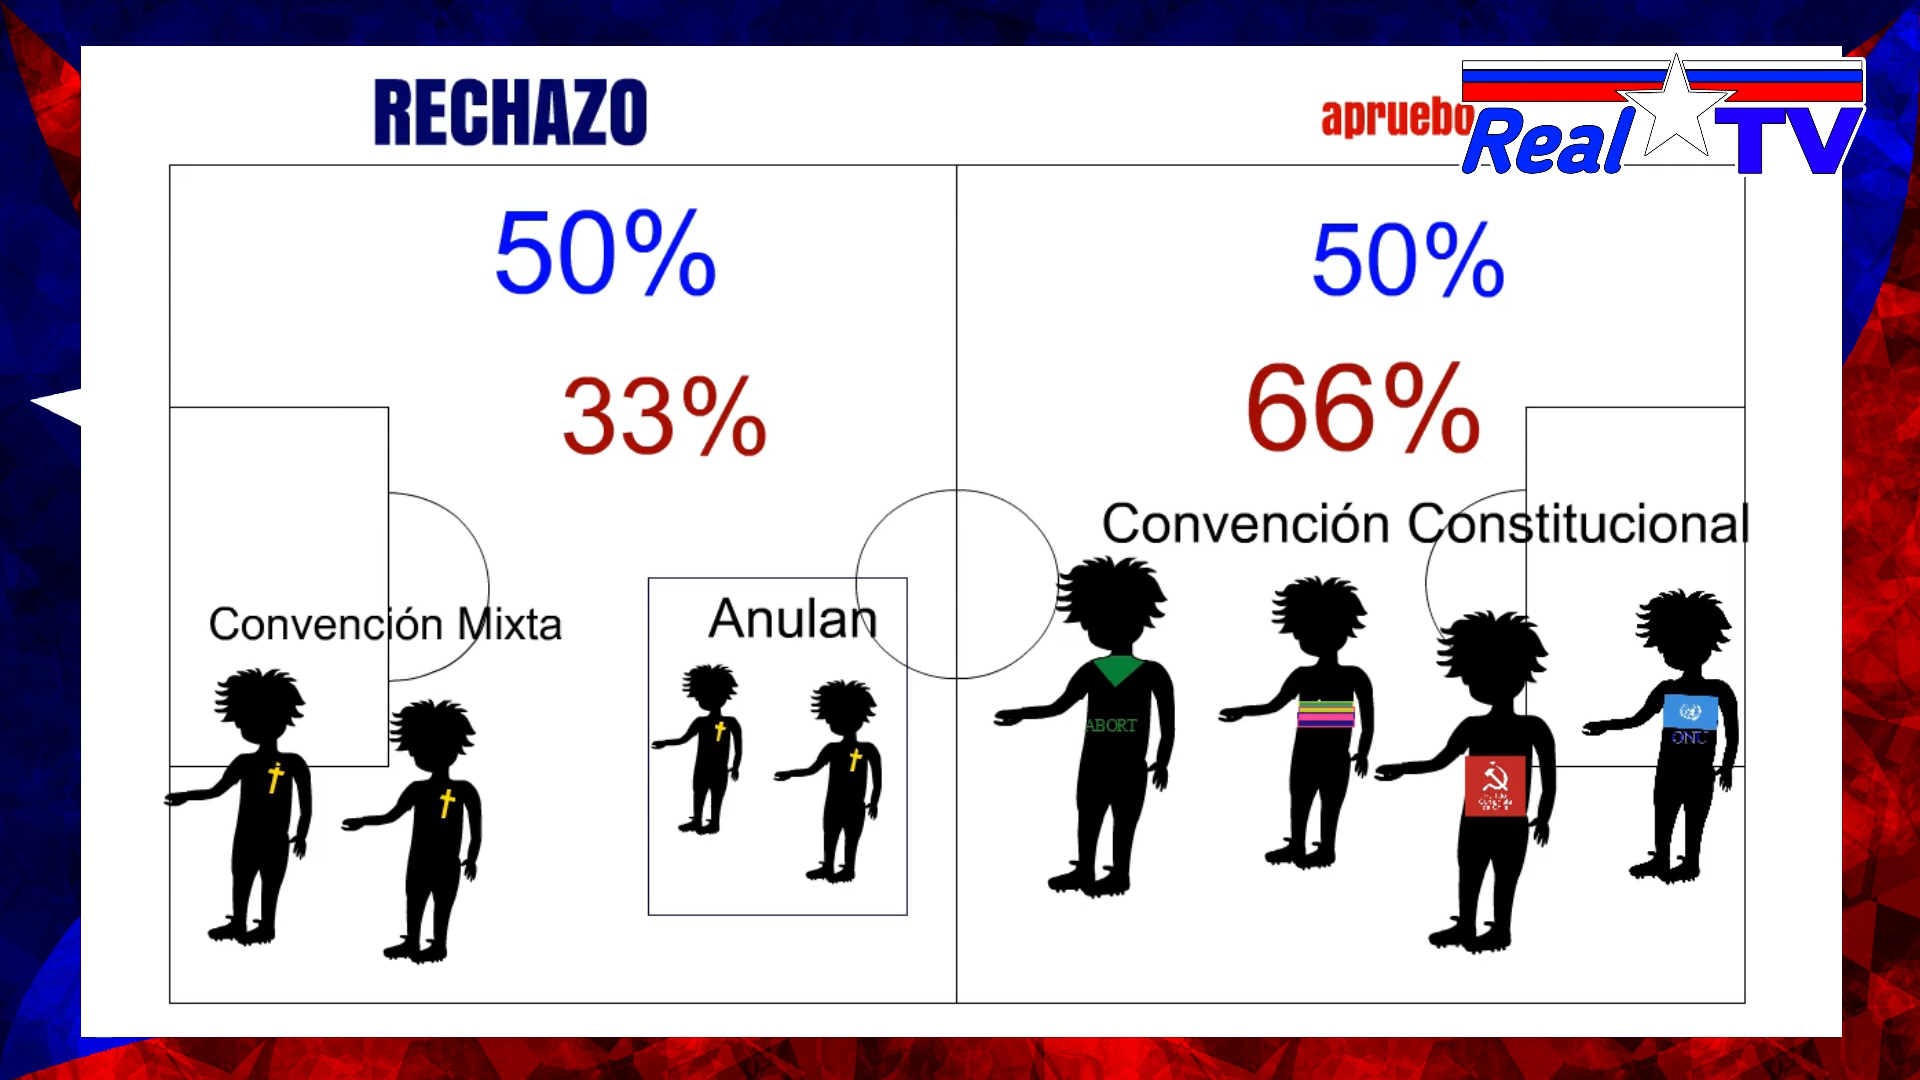 RECHAZO
apruebo
Real TV
50%
50%
33%
66%
Convención Constitucional
Convención Mixta
Anulan
ABORT
ONU